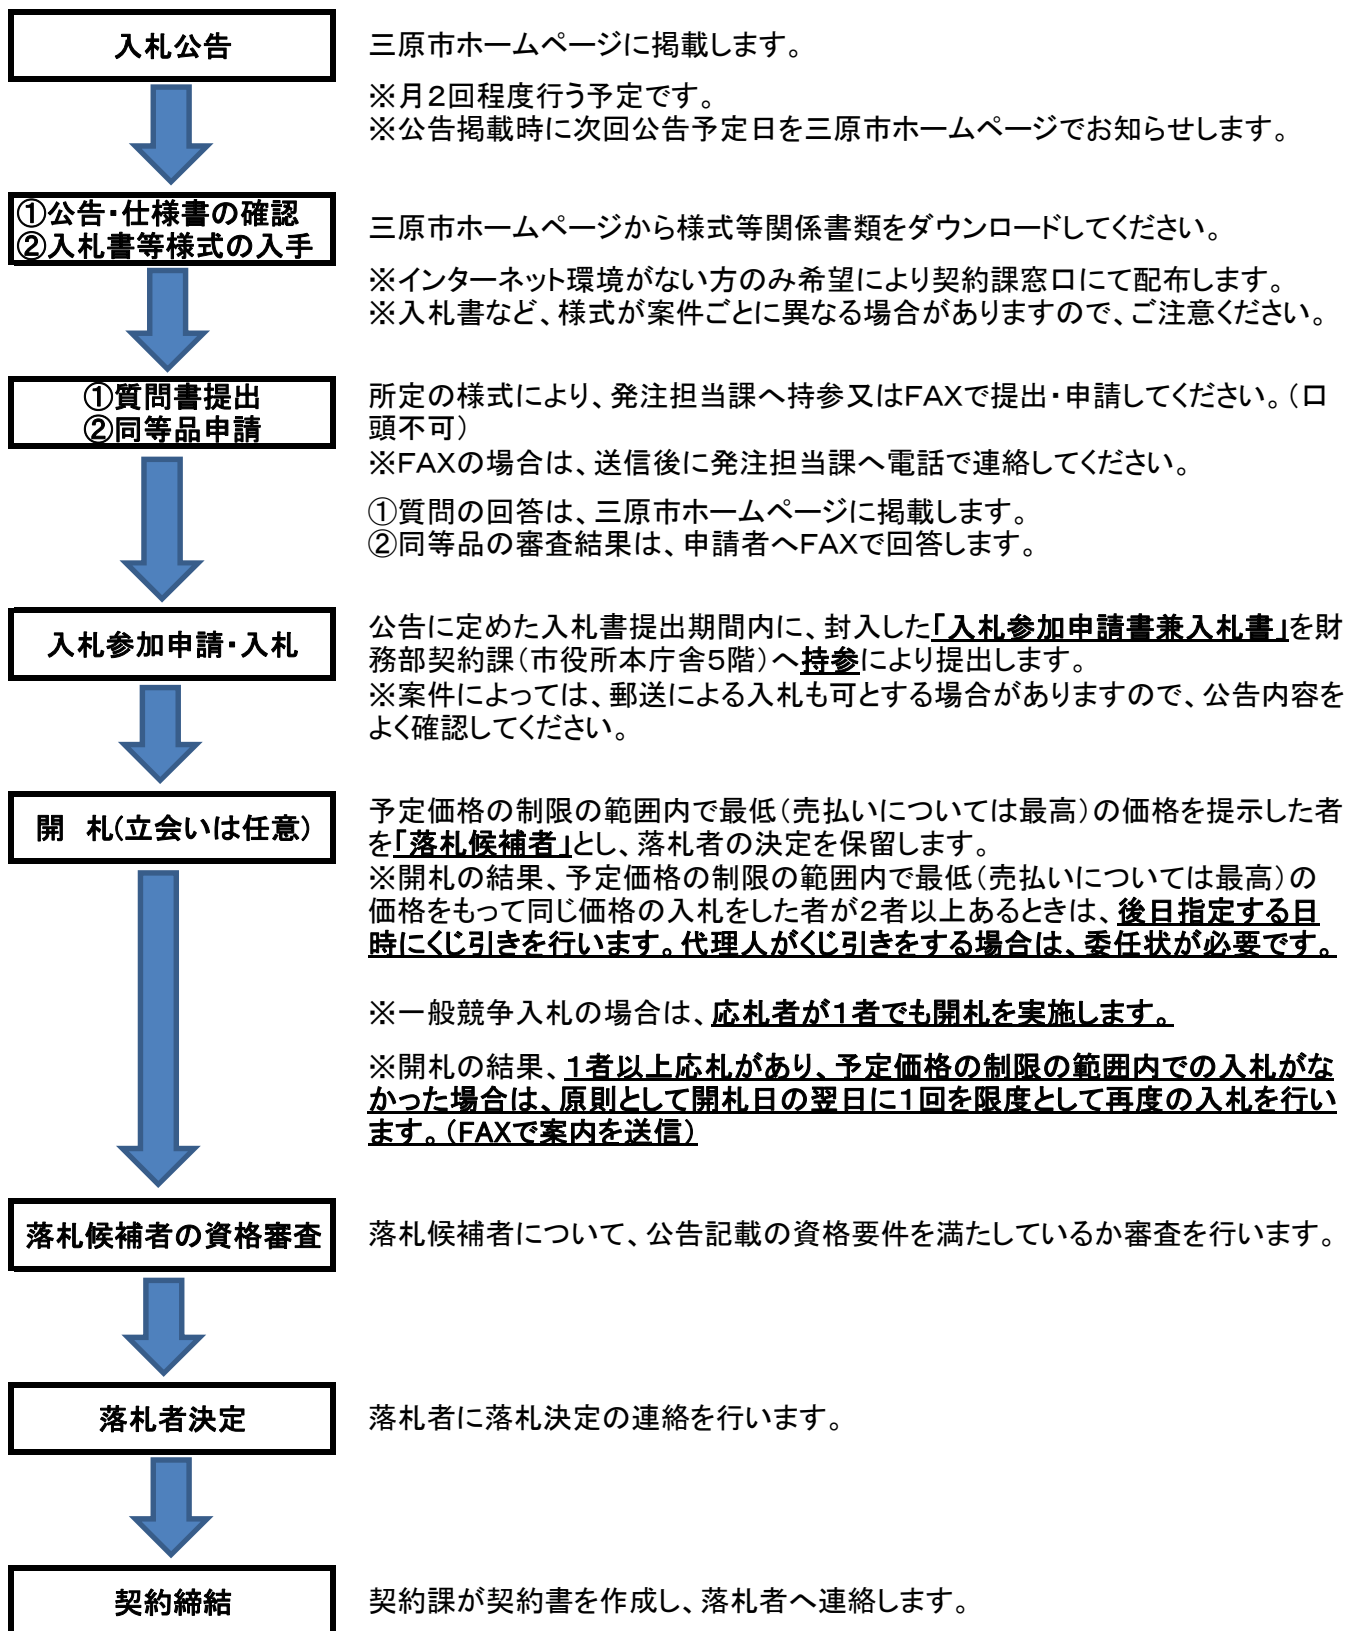 入札公告
三原市ホームページに掲載します。
※月２回程度行う予定です。
※公告掲載時に次回公告予定日を三原市ホームページでお知らせします。
①公告・仕様書の確認
②入札書等様式の入手
三原市ホームページから様式等関係書類をダウンロードしてください。
※インターネット環境がない方のみ希望により契約課窓口にて配布します。
※入札書など、様式が案件ごとに異なる場合がありますので、ご注意ください。
①質問書提出
②同等品申請
所定の様式により、発注担当課へ持参又はFAXで提出・申請してください。（口
頭不可）
※FAXの場合は、送信後に発注担当課へ電話で連絡してください。
①質問の回答は、三原市ホームページに掲載します。
②同等品の審査結果は、申請者へFAXで回答します。
入札参加申請・入札
公告に定めた入札書提出期間内に、封入した「入札参加申請書兼入札書」を財
務部契約課（市役所本庁舎５階）へ持参により提出します。
※案件によっては、郵送による入札も可とする場合がありますので、公告内容を
よく確認してください。
開　札(立会いは任意)
予定価格の制限の範囲内で最低（売払いについては最高）の価格を提示した者
を「落札候補者」とし、落札者の決定を保留します。
※開札の結果、予定価格の制限の範囲内で最低（売払いについては最高）の
価格をもって同じ価格の入札をした者が２者以上あるときは、後日指定する日
時にくじ引きを行います。代理人がくじ引きをする場合は、委任状が必要です。
※一般競争入札の場合は、応札者が１者でも開札を実施します。
※開札の結果、１者以上応札があり、予定価格の制限の範囲内での入札がな
かった場合は、原則として開札日の翌日に１回を限度として再度の入札を行い
ます。（FAXで案内を送信）
落札候補者の資格審査
落札候補者について、公告記載の資格要件を満たしているか審査を行います。
落札者決定
落札者に落札決定の連絡を行います。
契約締結
契約課が契約書を作成し、落札者へ連絡します。